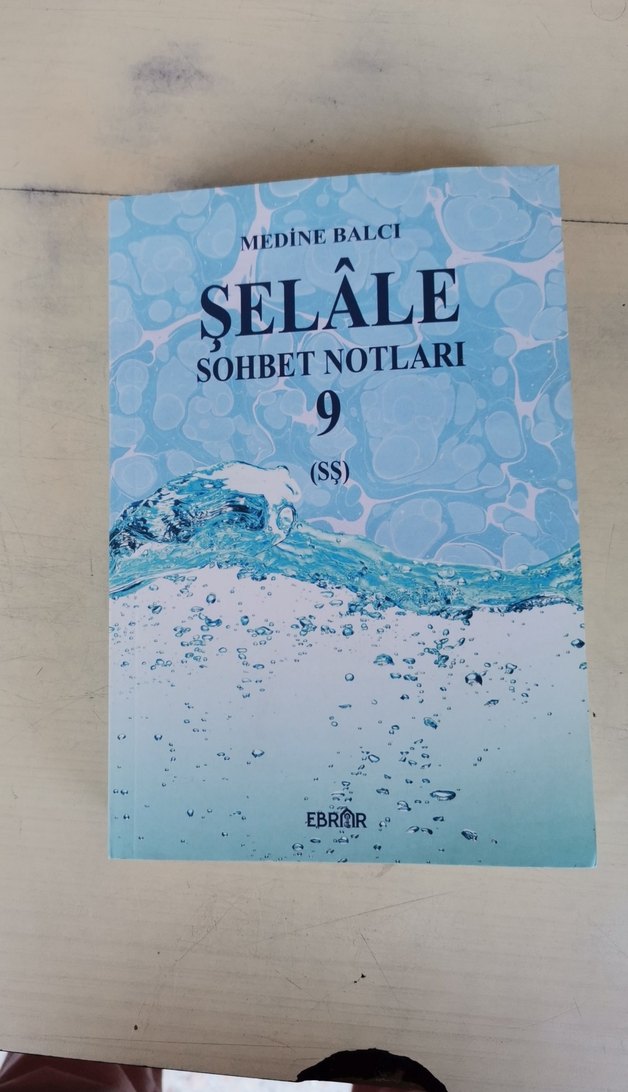 MEDİNE BALCI
ŞELÂLE
SOHBET NOTLARI
9
(SŞ)
EBRAR